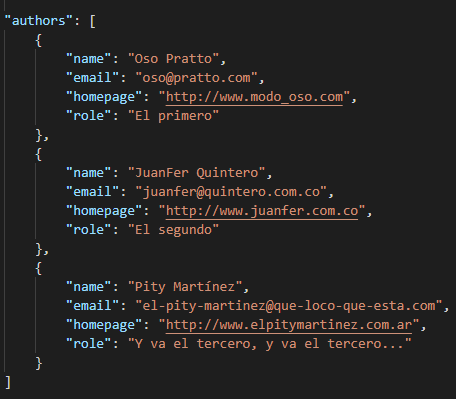 "authors": [
    {
        "name": "Oso Pratto",
        "email": "oso@pratto.com",
        "homepage": "http://www.modo_oso.com",
        "role": "El primero"
    },
    {
        "name": "JuanFer Quintero",
        "email": "juanfer@quintero.com.co",
        "homepage": "http://www.juanfer.com.co",
        "role": "El segundo"
    },
    {
        "name": "Pity Martínez",
        "email": "el-pity-martinez@que-loco-que-esta.com",
        "homepage": "http://www.elpitymartinez.com.ar",
        "role": "Y va el tercero, y va el tercero..."
    }
]